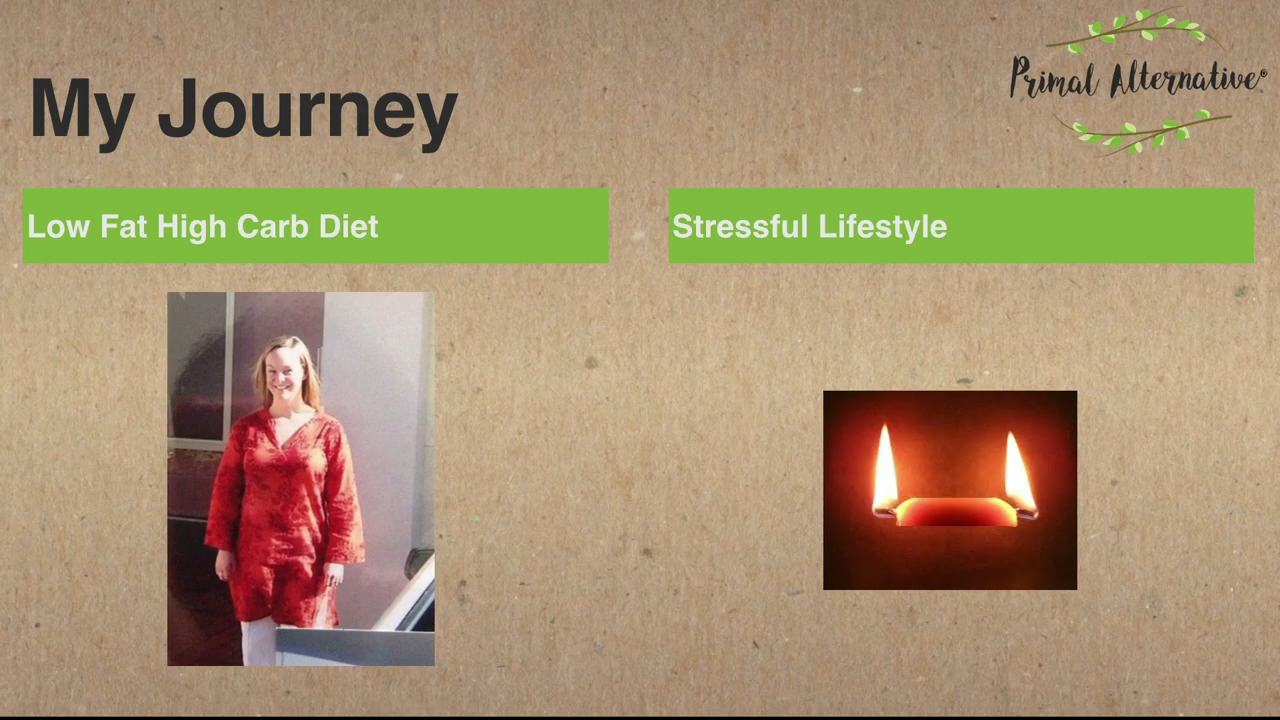 Primal Alternative®
My Journey
Low Fat High Carb Diet
Stressful Lifestyle